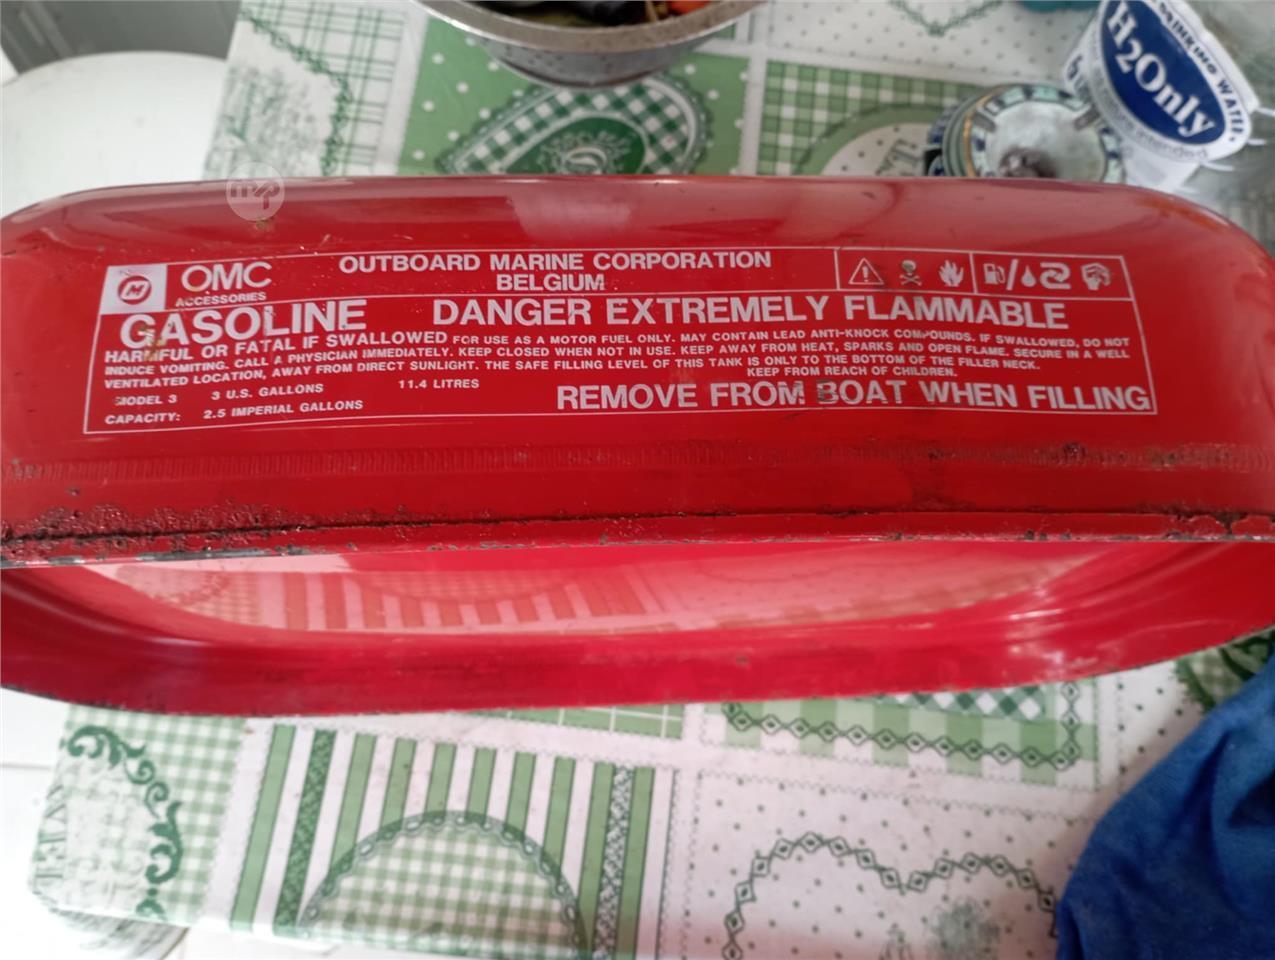 DRINKING WATER
H2Only
OMC
ACCESSORIES
OUTBOARD MARINE CORPORATION
BELGIUM
GASOLINE DANGER EXTREMELY FLAMMABLE
HARMFUL OR FATAL IF SWALLOWED FOR USE AS A MOTOR FUEL ONLY. MAY CONTAIN LEAD ANTI-KNOCK COMPOUNDS. IF SWALLOWED, DO NOT
INDUCE VOMITING. CALL A PHYSICIAN IMMEDIATELY. KEEP CLOSED WHEN NOT IN USE. KEEP AWAY FROM HEAT, SPARKS AND OPEN FLAME. SECURE IN A WELL
VENTILATED LOCATION, AWAY FROM DIRECT SUNLIGHT. THE SAFE FILLING LEVEL OF THIS TANK IS ONLY TO THE BOTTOM OF THE FILLER NECK.
KEEP FROM REACH OF CHILDREN.
MODEL 3 3 U.S. GALLONS 11.4 LITRES
CAPACITY: 2.5 IMPERIAL GALLONS
REMOVE FROM BOAT WHEN FILLING